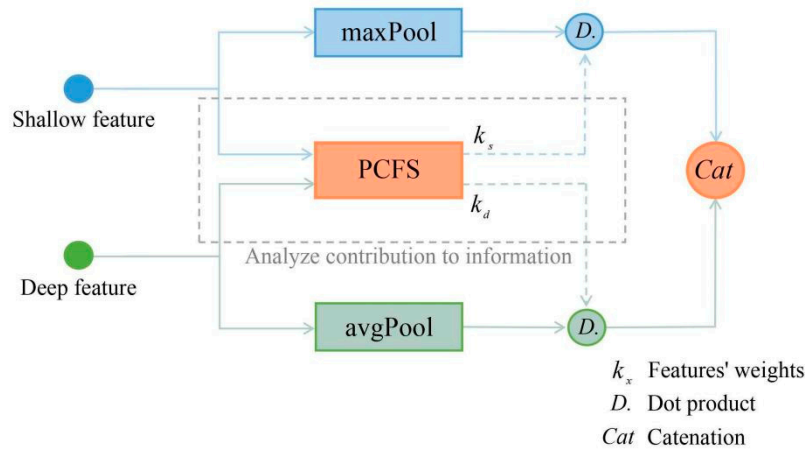 maxPool
D.
Shallow feature
k_s
PCFS
Cat
k_d
Analyze contribution to information
Deep feature
avgPool
D.
k_x Features' weights
D. Dot product
Cat Catenation